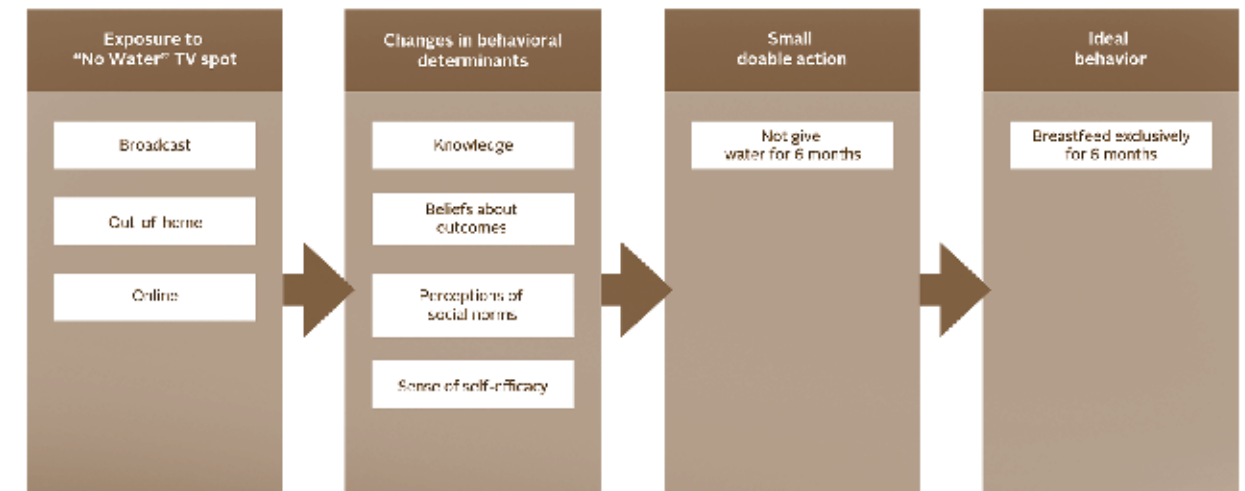 Exposure to
“No Water” TV spot
Broadcast
Out-of-home
Online
Changes in behavioral
determinants
Knowledge
Beliefs about
outcomes
Perceptions of
social norms
Sense of self-efficacy
Small
doable action
Not give
water for 6 months
Ideal
behavior
Breastfeed exclusively
for 6 months